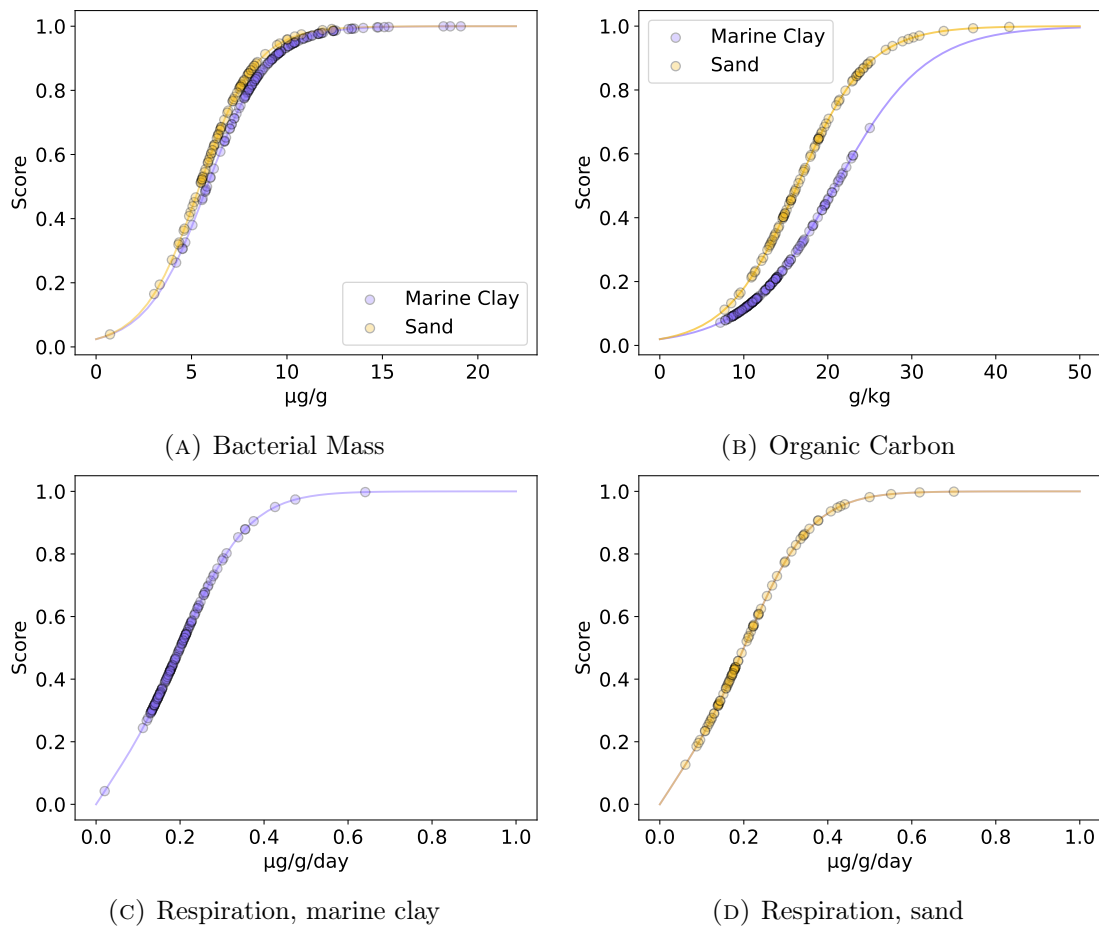 1.0
0.8
0.6
0.4
0.2
0.0
Score
0
5
10
15
20
µg/g
Marine Clay
Sand
(A) Bacterial Mass
1.0
0.8
0.6
0.4
0.2
0.0
Score
0
10
20
30
40
50
g/kg
Marine Clay
Sand
(B) Organic Carbon
1.0
0.8
0.6
0.4
0.2
0.0
Score
0.0
0.2
0.4
0.6
0.8
1.0
µg/g/day
(C) Respiration, marine clay
1.0
0.8
0.6
0.4
0.2
0.0
Score
0.0
0.2
0.4
0.6
0.8
1.0
µg/g/day
(D) Respiration, sand